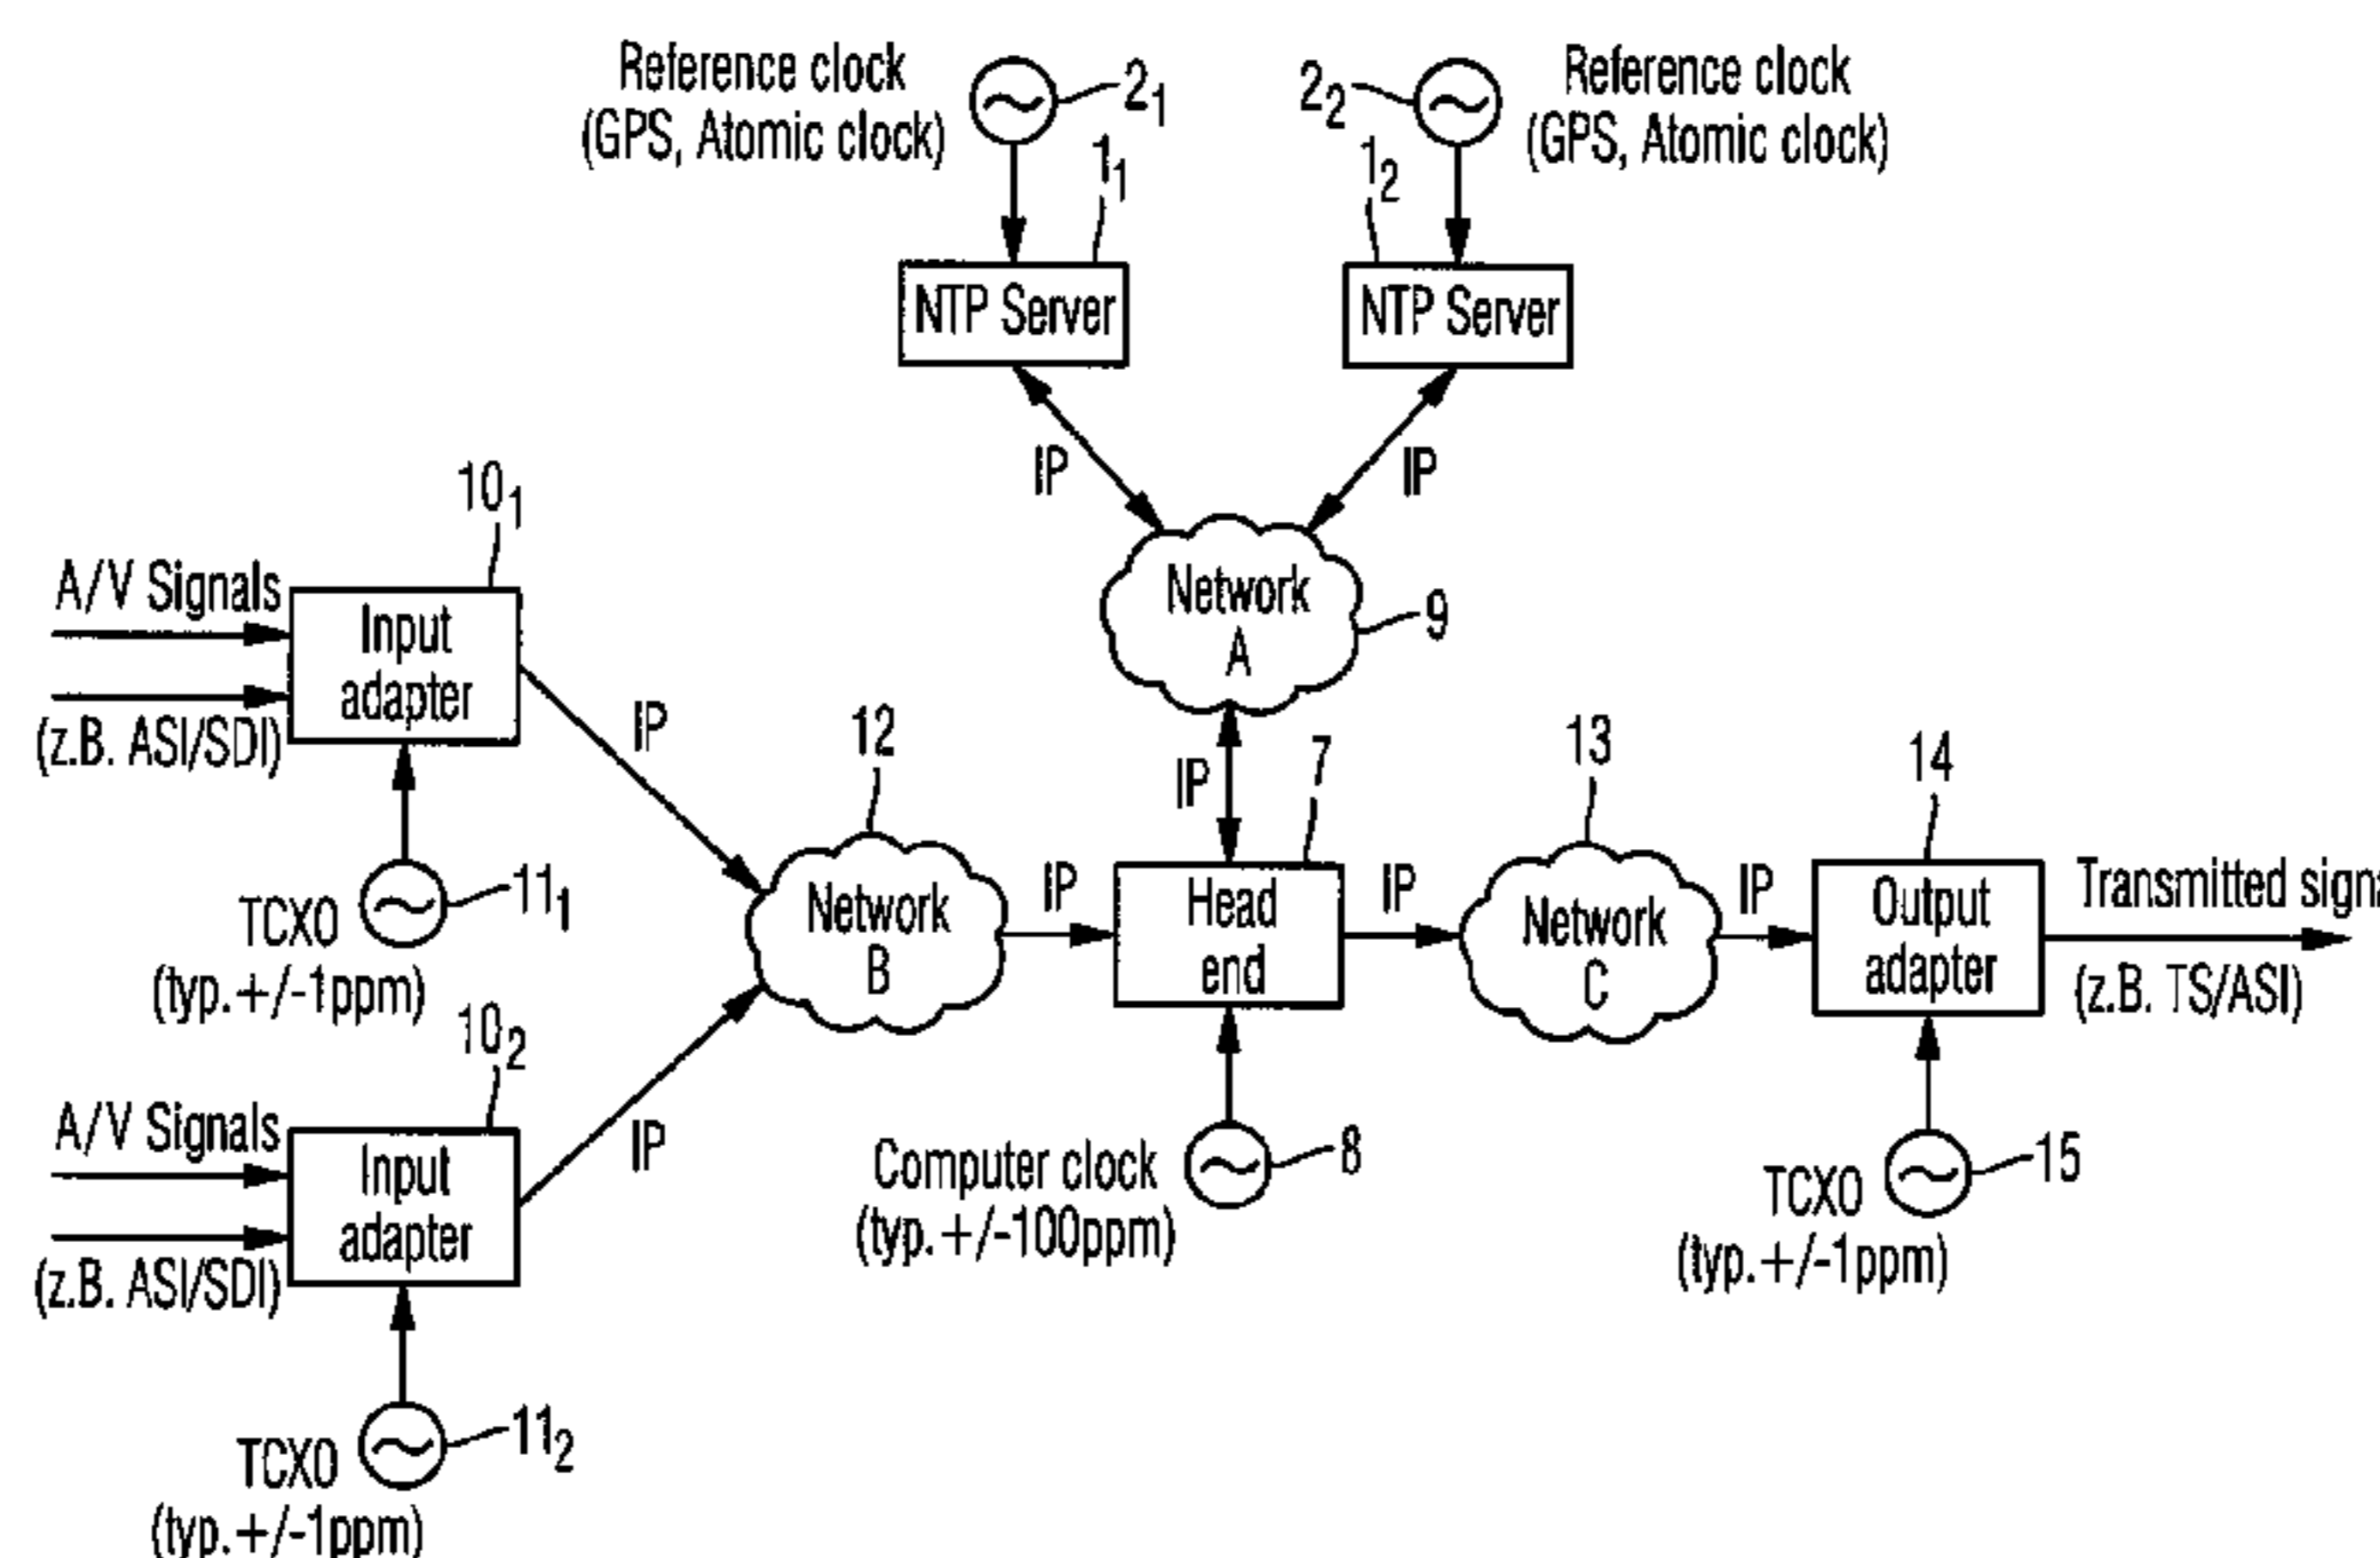 Reference clock
(GPS, Atomic clock)
2₁
2₂
Reference clock
(GPS, Atomic clock)
1₁
1₂
NTP Server
NTP Server
IP
IP
10₁
A/V Signals
(z.B. ASI/SDI)
Input
adapter
Network
A
9
IP
12
IP
7
13
14
TCXO
(typ.+/-1ppm)
11₁
Network
B
IP
Head
end
IP
Network
C
IP
Output
adapter
Transmitted
(z.B. TS/ASI)
10₂
A/V Signals
(z.B. ASI/SDI)
Input
adapter
IP
Computer clock
(typ.+/-100ppm)
8
TCXO
(typ.+/-1ppm)
15
TCXO
(typ.+/-1ppm)
11₂